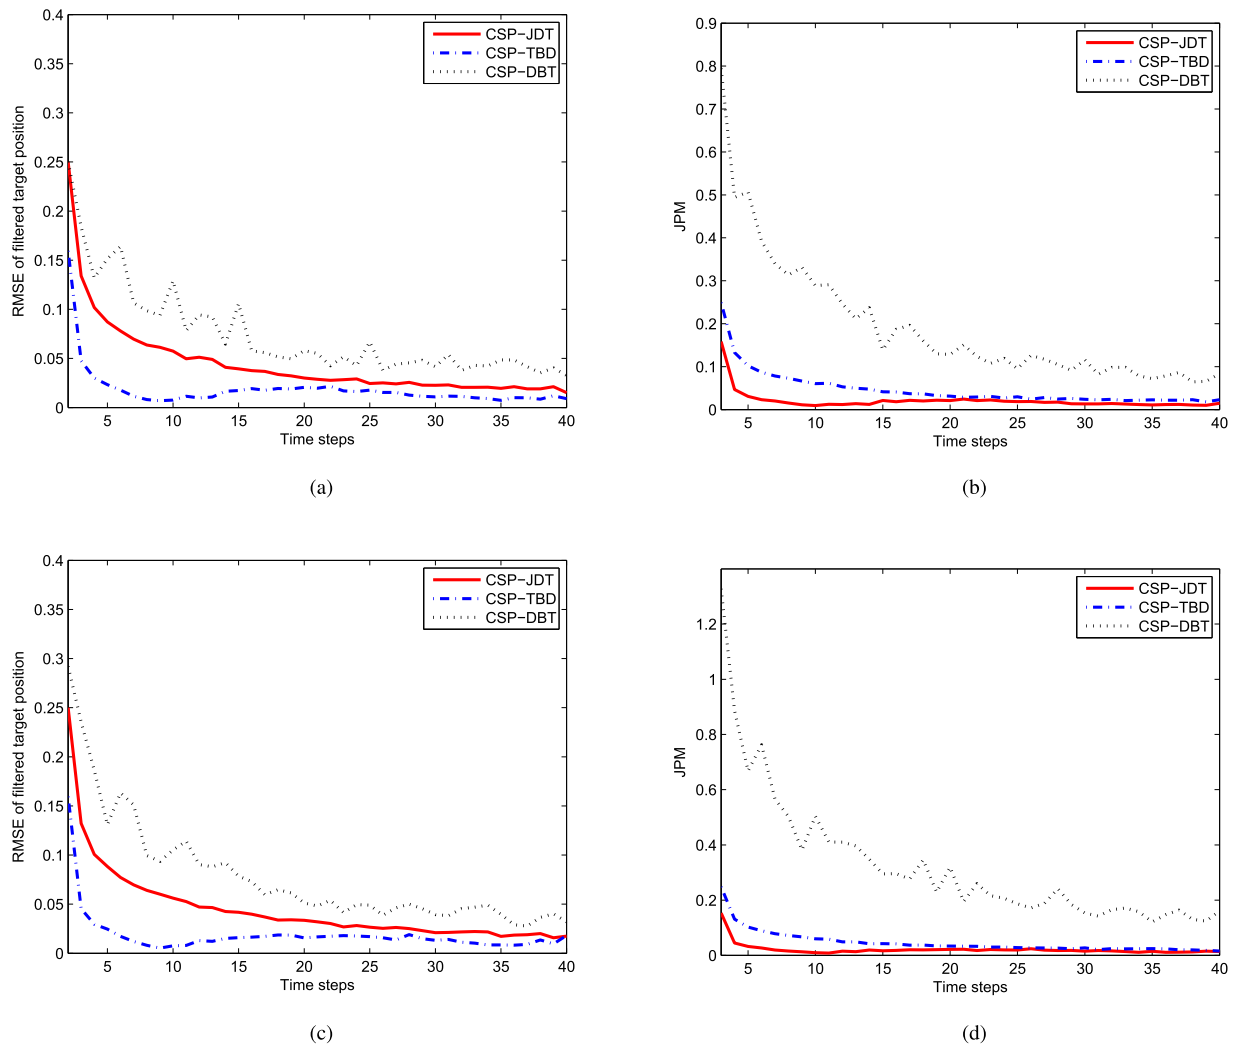 0.4
0.35
0.3
0.25
0.2
0.15
0.1
0.05
0
RMSE of filtered target position
CSP−JDT
CSP−TBD
CSP−DBT
5 10 15 20 25 30 35 40
Time steps
(a)
0.9
0.8
0.7
0.6
0.5
0.4
0.3
0.2
0.1
0
JPM
CSP−JDT
CSP−TBD
CSP−DBT
5 10 15 20 25 30 35 40
Time steps
(b)
0.4
0.35
0.3
0.25
0.2
0.15
0.1
0.05
0
RMSE of filtered target position
CSP−JDT
CSP−TBD
CSP−DBT
5 10 15 20 25 30 35 40
Time steps
(c)
1.2
1
0.8
0.6
0.4
0.2
0
JPM
CSP−JDT
CSP−TBD
CSP−DBT
5 10 15 20 25 30 35 40
Time steps
(d)